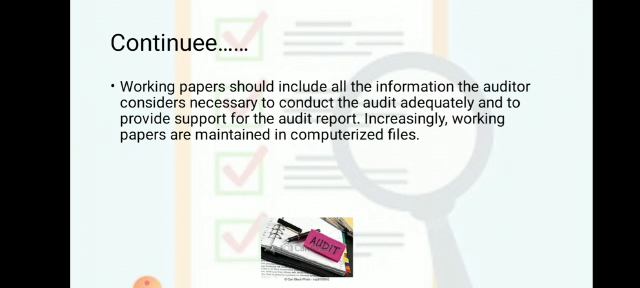 Continuee......
• Working papers should include all the information the auditor
considers necessary to conduct the audit adequately and to
provide support for the audit report. Increasingly, working
papers are maintained in computerized files.
AUDIT